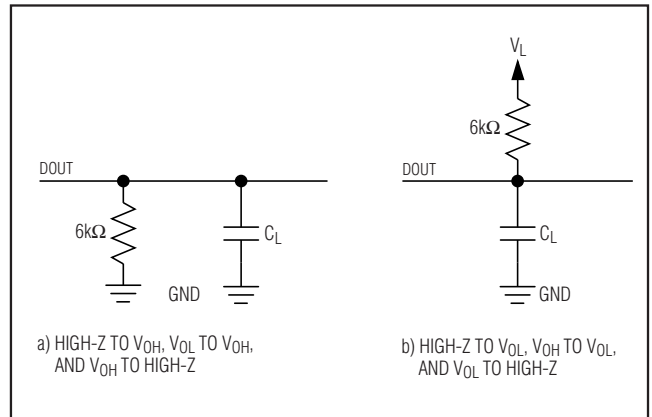 DOUT
6kΩ
C_L
GND
a) HIGH-Z TO V_OH, V_OL TO V_OH,
AND V_OH TO HIGH-Z
V_L
6kΩ
DOUT
C_L
GND
b) HIGH-Z TO V_OL, V_OH TO V_OL,
AND V_OL TO HIGH-Z